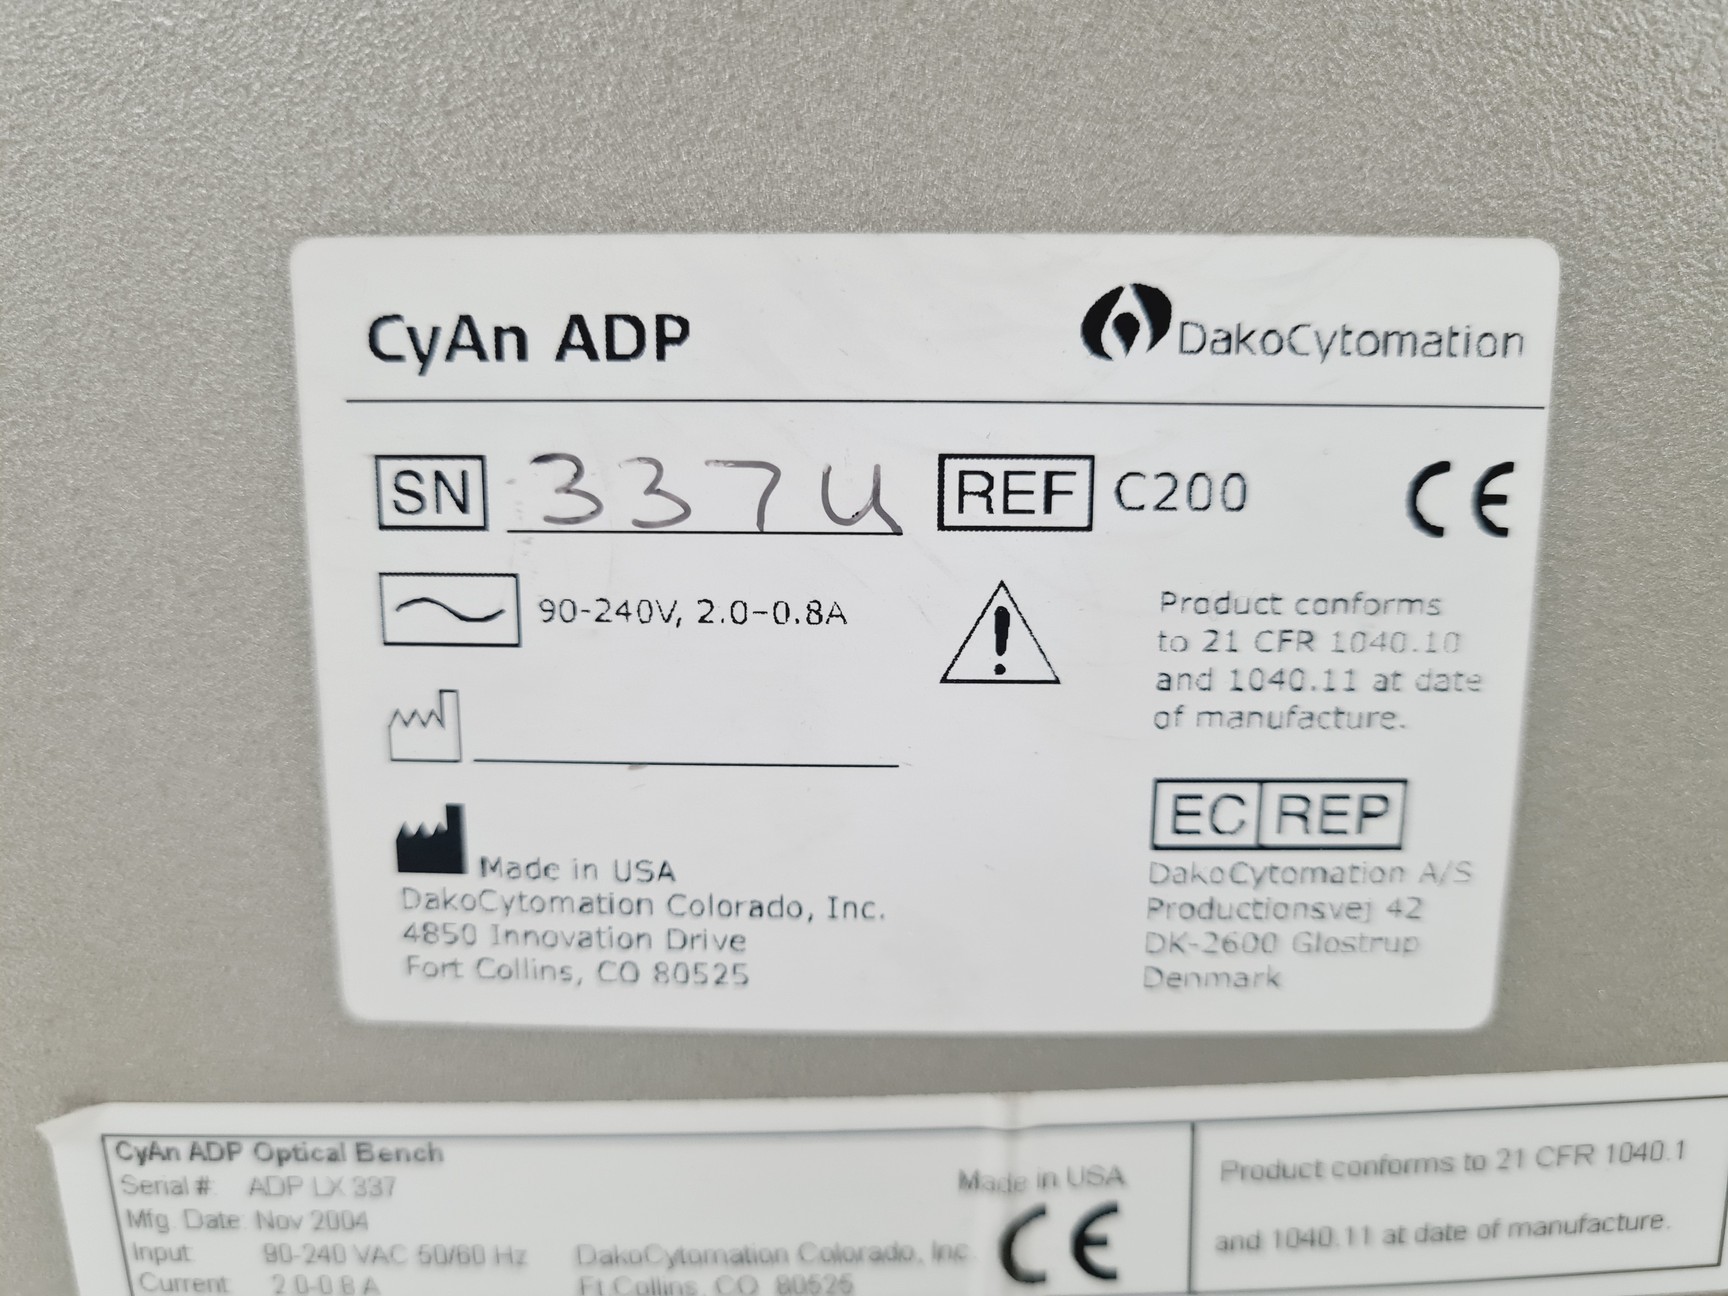 CyAn ADP
DakoCytomation
SN 337U
REF C200
CE
90-240V, 2.0-0.8A
Product conforms
to 21 CFR 1040.10
and 1040.11 at date
of manufacture.
Made in USA
DakoCytomation Colorado, Inc.
4850 Innovation Drive
Fort Collins, CO 80525
EC REP
DakoCytomation A/S
Productionsvej 42
DK-2600 Glostrup
Denmark
CyAn ADP Optical Bench
Serial #: ADP LX 337
Mfg. Date: Nov 2004
Input: 90-240 VAC 50/60 Hz
Current: 2.0-0.8 A
Made in USA
CE
DakoCytomation Colorado, Inc.
Ft Collins, CO 80525
Product conforms to 21 CFR 1040.1
and 1040.11 at date of manufacture.